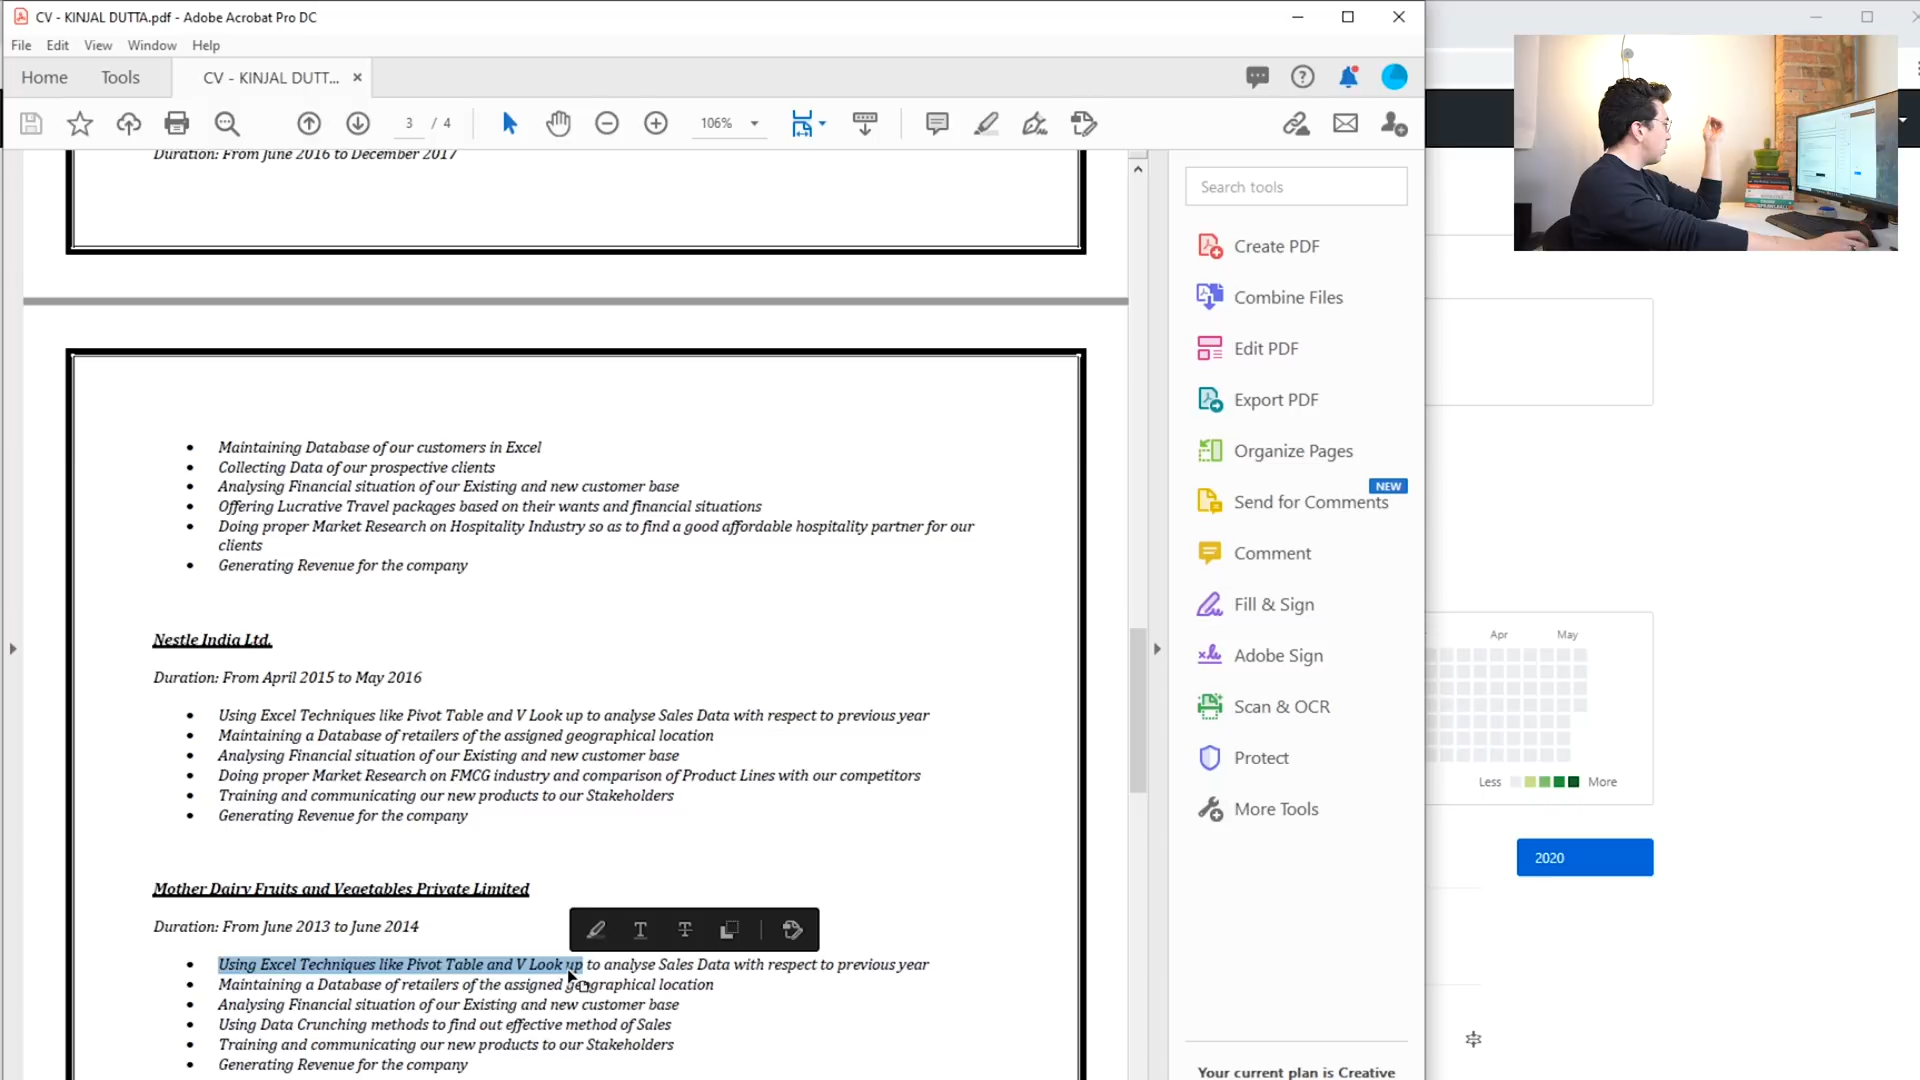 CV - KINJAL DUTTA.pdf - Adobe Acrobat Pro DC
File Edit View Window Help
Home Tools CV - KINJAL DUTT...
3 / 4 106%
Duration: From June 2016 to December 2017
Maintaining Database of our customers in Excel
Collecting Data of our prospective clients
Analysing Financial situation of our Existing and new customer base
Offering Lucrative Travel packages based on their wants and financial situations
Doing proper Market Research on Hospitality Industry so as to find a good affordable hospitality partner for our
clients
Generating Revenue for the company
Nestle India Ltd.
Duration: From April 2015 to May 2016
Using Excel Techniques like Pivot Table and V Look up to analyse Sales Data with respect to previous year
Maintaining a Database of retailers of the assigned geographical location
Analysing Financial situation of our Existing and new customer base
Doing proper Market Research on FMCG industry and comparison of Product Lines with our competitors
Training and communicating our new products to our Stakeholders
Generating Revenue for the company
Mother Dairy Fruits and Vegetables Private Limited
Duration: From June 2013 to June 2014
Using Excel Techniques like Pivot Table and V Look up to analyse Sales Data with respect to previous year
Maintaining a Database of retailers of the assigned geographical location
Analysing Financial situation of our Existing and new customer base
Using Data Crunching methods to find out effective method of Sales
Training and communicating our new products to our Stakeholders
Generating Revenue for the company
Search tools
Create PDF
Combine Files
Edit PDF
Export PDF
Organize Pages
NEW
Send for Comments
Comment
Fill & Sign
Adobe Sign
Scan & OCR
Protect
More Tools
Your current plan is Creative
Apr May
Less More
2020